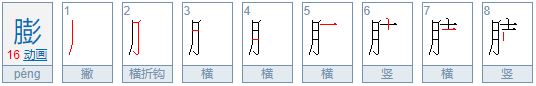 膨 1 2 3 4 5 6 7 8
16 动画
péng 撇 横折钩 横 横 横 竖 横 竖